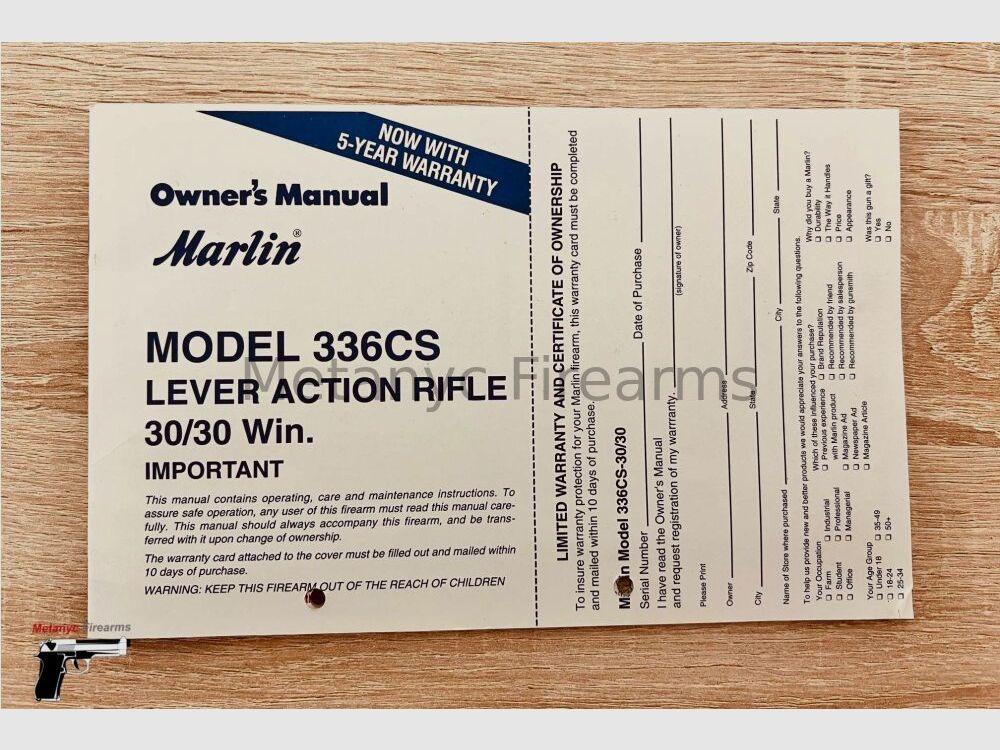 NOW WITH
5-YEAR WARRANTY
Owner's Manual
Marlin®
MODEL 336CS
LEVER ACTION RIFLE
30/30 Win.
IMPORTANT
This manual contains operating, care and maintenance instructions. To
assure safe operation, any user of this firearm must read this manual care-
fully. This manual should always accompany this firearm, and be trans-
ferred with it upon change of ownership.
The warranty card attached to the cover must be filled out and mailed within
10 days of purchase.
WARNING: KEEP THIS FIREARM OUT OF THE REACH OF CHILDREN
LIMITED WARRANTY AND CERTIFICATE OF OWNERSHIP
To insure warranty protection for your Marlin firearm, this warranty card must be completed
and mailed within 10 days of purchase.
Marlin Model 336CS-30/30
Serial Number Date of Purchase
I have read the Owner's Manual
and request registration of my warranty.
(signature of owner)
Please Print
Owner Address
City State Zip Code
Name of Store where purchased City State
To help us provide new and better products we would appreciate your answers to the following questions.
Your Occupation
Farm
Student
Office
Industrial
Professional
Managerial
Your Age Group
Under 18
18-24
25-34
35-49
50+
Which of these influenced your purchase?
Previous experience
with Marlin product
Magazine Ad
Newspaper Ad
Magazine Article
Brand Reputation
Recommended by friend
Recommended by salesperson
Recommended by gunsmith
Why did you buy a Marlin?
Durability
The Way it Handles
Price
Appearance
Was this gun a gift?
Yes
No
Metanyc Firearms
Metanyc Firearms